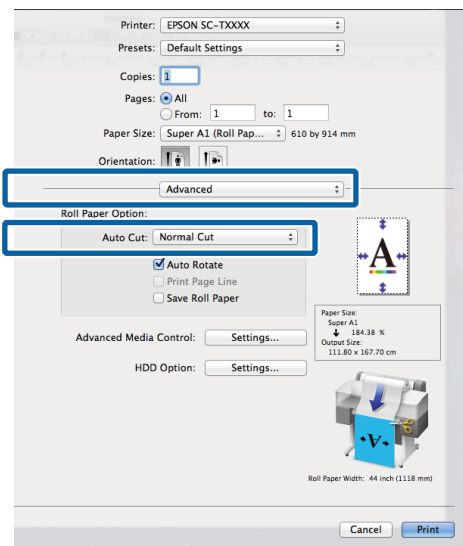 Printer: EPSON SC-TXXXX
Presets: Default Settings
Copies: 1
Pages: All
From: 1 to: 1
Paper Size: Super A1 (Roll Pap... 610 by 914 mm
Orientation:
Advanced
Roll Paper Option:
Auto Cut: Normal Cut
Auto Rotate
Print Page Line
Save Roll Paper
A
Paper Size:
Super A1
184.38 %
Output Size:
111.80 x 167.70 cm
Advanced Media Control: Settings...
HDD Option: Settings...
A
Roll Paper Width: 44 inch (1118 mm)
Cancel Print